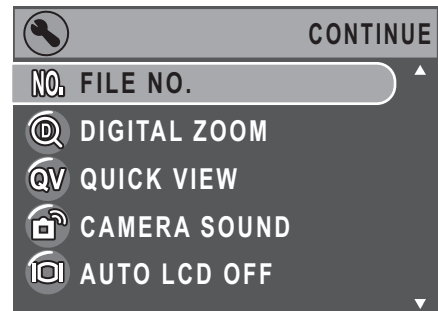 CONTINUE
NO. FILE NO.
D DIGITAL ZOOM
QV QUICK VIEW
CAMERA SOUND
AUTO LCD OFF